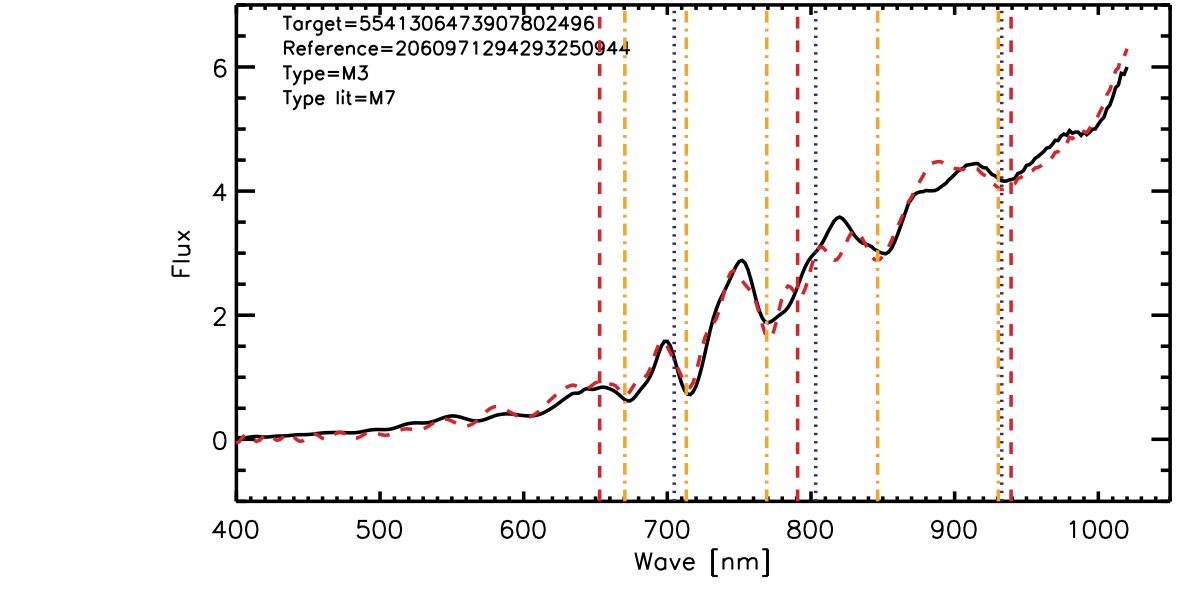 Target=5541306473907802496
Reference=2060971294293250944
Type=M3
Type lit=M7
6
4
2
0
Flux
400 500 600 700 800 900 1000
Wave [nm]